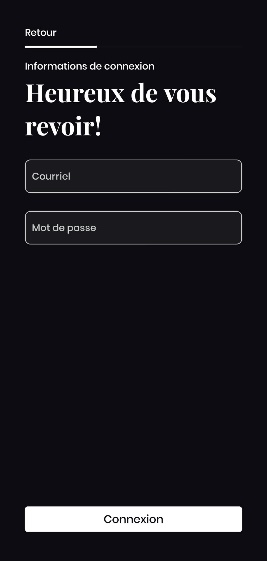 Retour
Informations de connexion
Heureux de vous
revoir!
Courriel
Mot de passe
Connexion